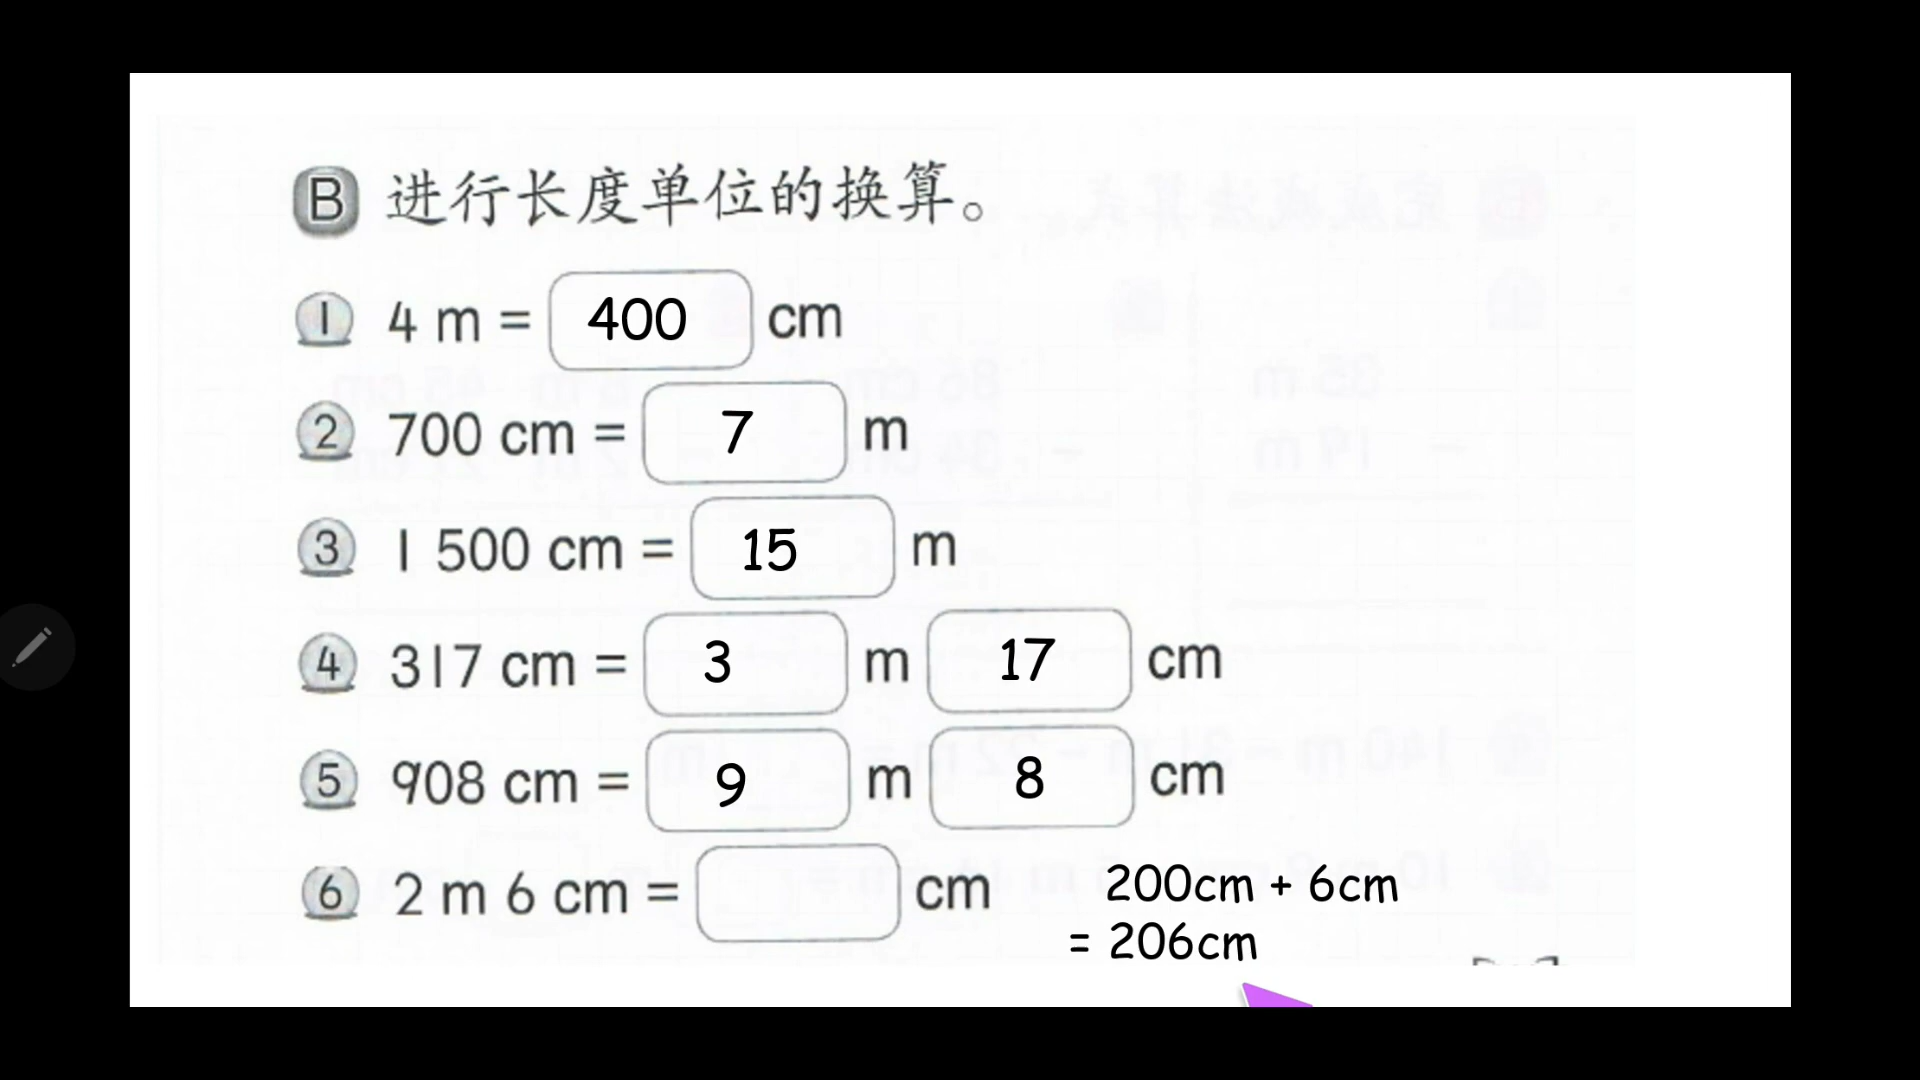 B 进行长度单位的换算。
1 4 m = 400 cm
2 700 cm = 7 m
3 1 500 cm = 15 m
4 317 cm = 3 m 17 cm
5 908 cm = 9 m 8 cm
6 2 m 6 cm = cm
200cm + 6cm
= 206cm